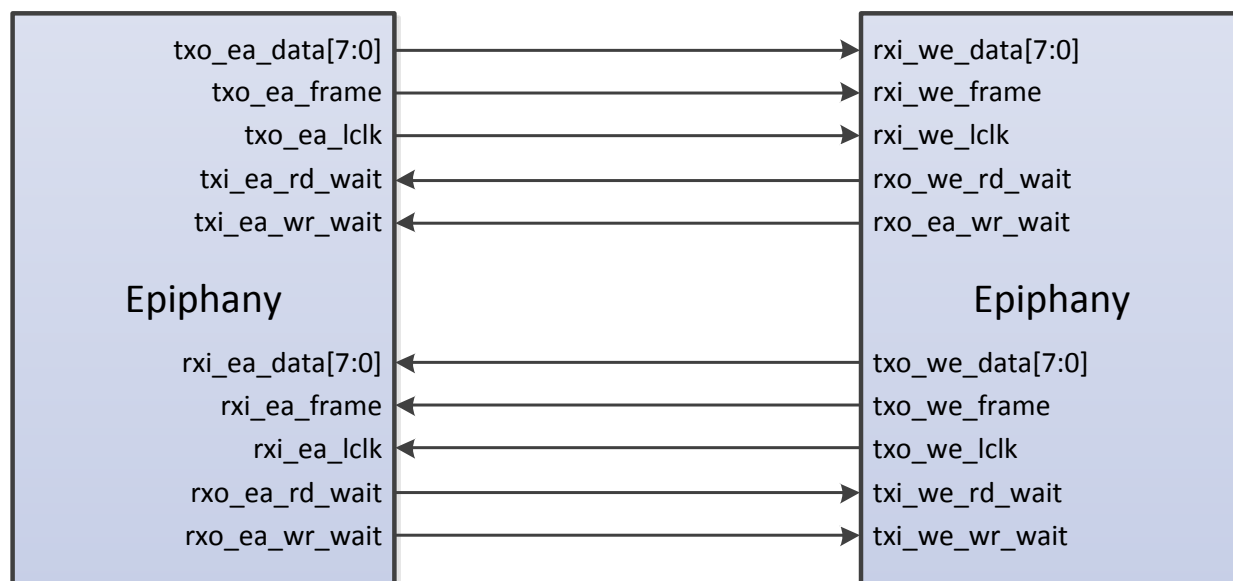 txo_ea_data[7:0] rxi_we_data[7:0]
txo_ea_frame rxi_we_frame
txo_ea_lclk rxi_we_lclk
txi_ea_rd_wait rxo_we_rd_wait
txi_ea_wr_wait rxo_ea_wr_wait
Epiphany Epiphany
rxi_ea_data[7:0] txo_we_data[7:0]
rxi_ea_frame txo_we_frame
rxi_ea_lclk txo_we_lclk
rxo_ea_rd_wait txi_we_rd_wait
rxo_ea_wr_wait txi_we_wr_wait